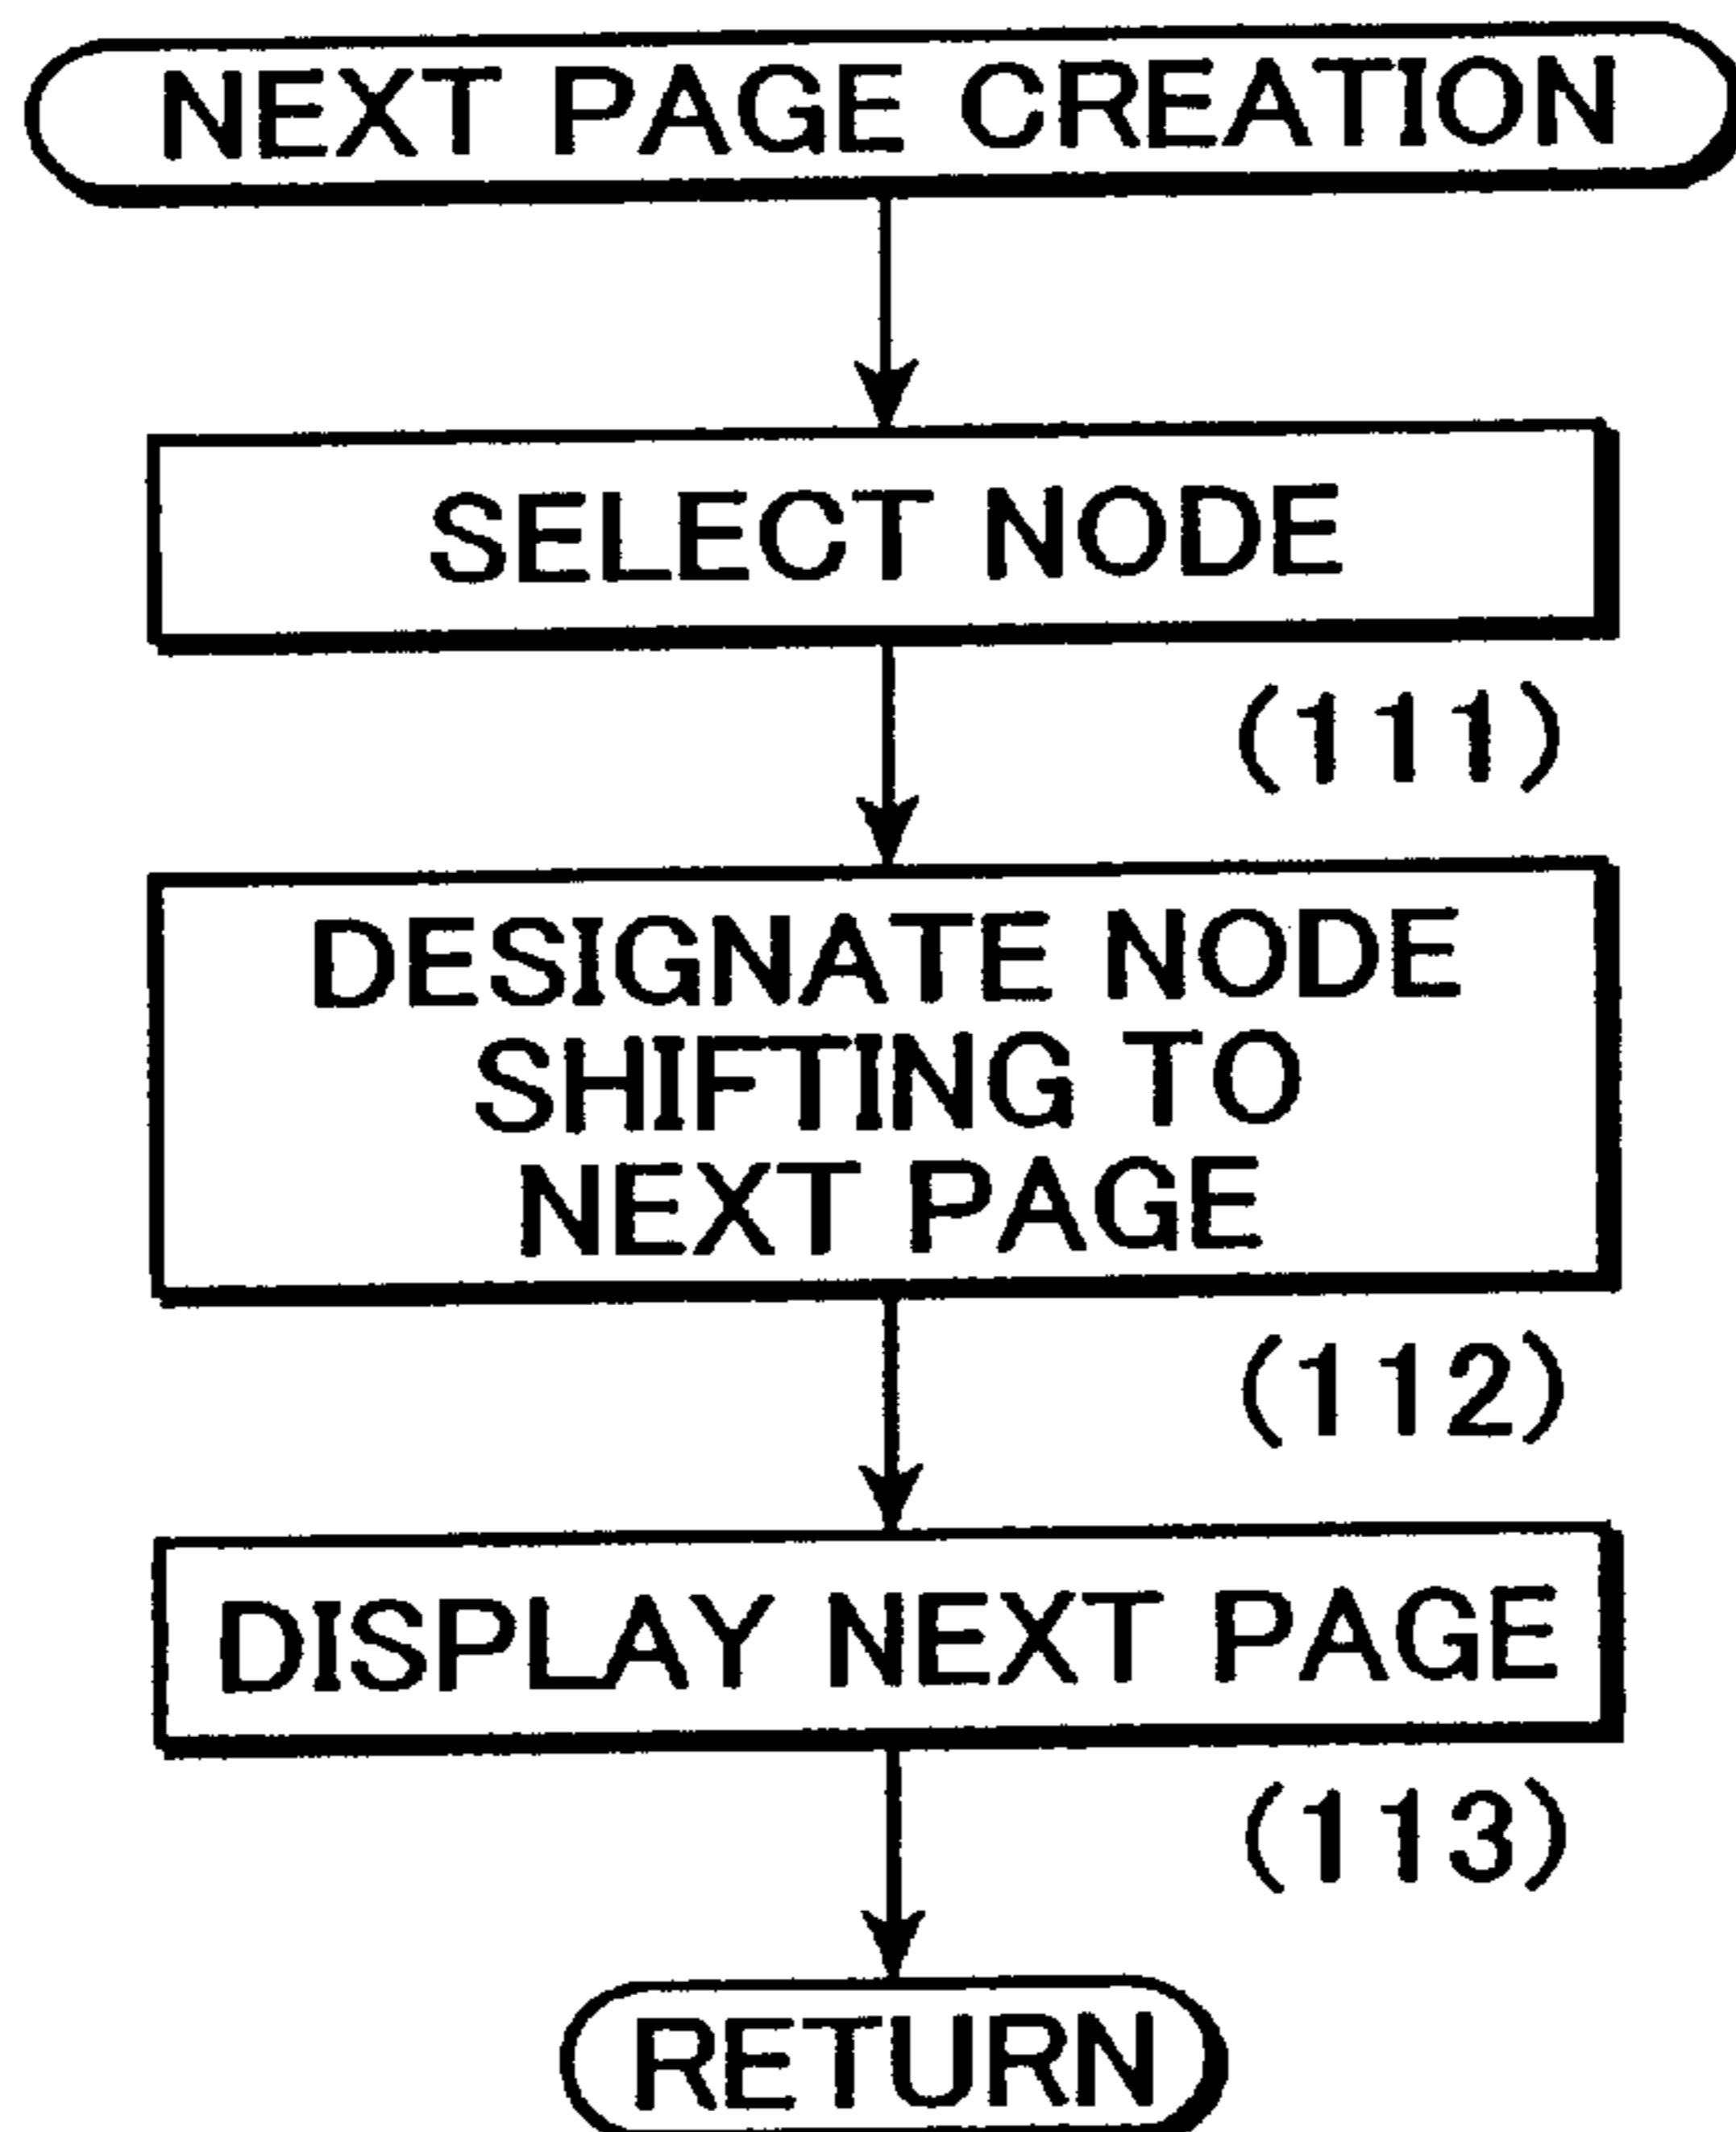 NEXT PAGE CREATION
SELECT NODE
(111)
DESIGNATE NODE
SHIFTING TO
NEXT PAGE
(112)
DISPLAY NEXT PAGE
(113)
RETURN